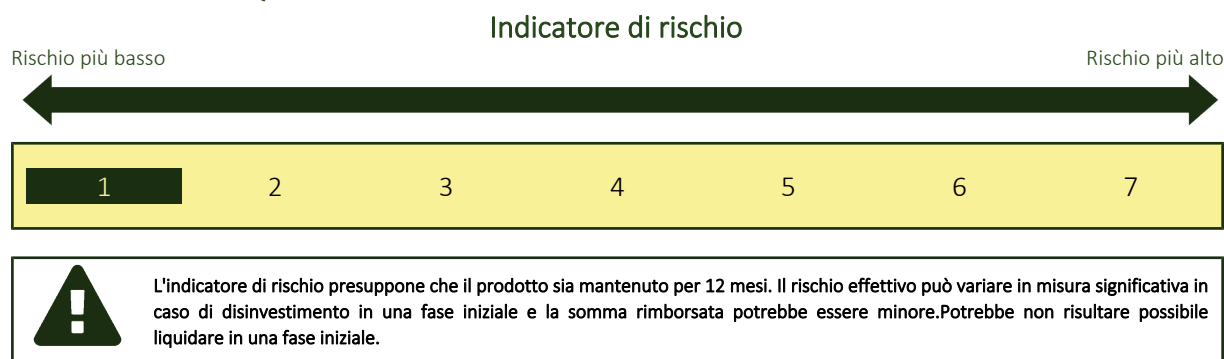 Indicatore di rischio
Rischio più basso
Rischio più alto
1 2 3 4 5 6 7
L'indicatore di rischio presuppone che il prodotto sia mantenuto per 12 mesi. Il rischio effettivo può variare in misura significativa in
caso di disinvestimento in una fase iniziale e la somma rimborsata potrebbe essere minore.Potrebbe non risultare possibile
liquidare in una fase iniziale.